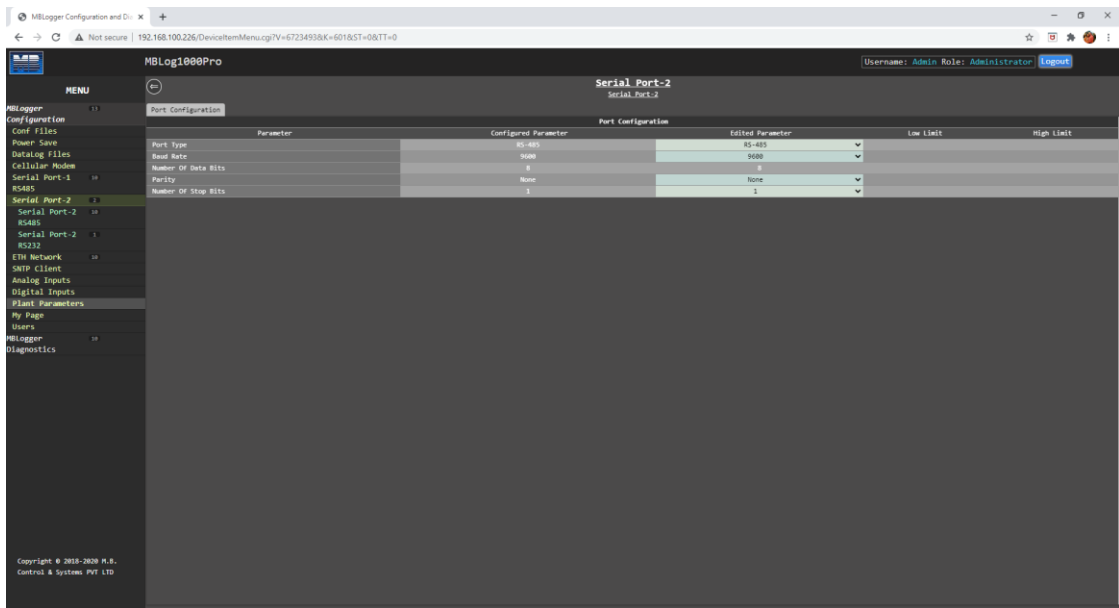 MBLogger Configuration and Di
Not secure | 192.168.100.226/DeviceItemMenu.cgi?V=6723493&K=601&ST=0&TT=0
MB
MBLog1000Pro
Username: Admin Role: Administrator Logout
MENU
Serial Port-2
Serial Port-2
Port Configuration
Port Configuration
Parameter Configured Parameter Edited Parameter Low Limit High Limit
Port Type RS-485 RS-485
Baud Rate 9600 9600
Number Of Data Bits 8 8
Parity None None
Number Of Stop Bits 1 1
MBLogger 13
Configuration
Conf Files
Power Save
DataLog Files
Cellular Modem
Serial Port-1
RS485
Serial Port-2 2
Serial Port-2
RS485
Serial Port-2
RS232
ETH Network
SNTP Client
Analog Inputs
Digital Inputs
Plant Parameters
My Page
Users
MBLogger
Diagnostics
Copyright © 2018-2020 M.B.
Control & Systems PVT LTD